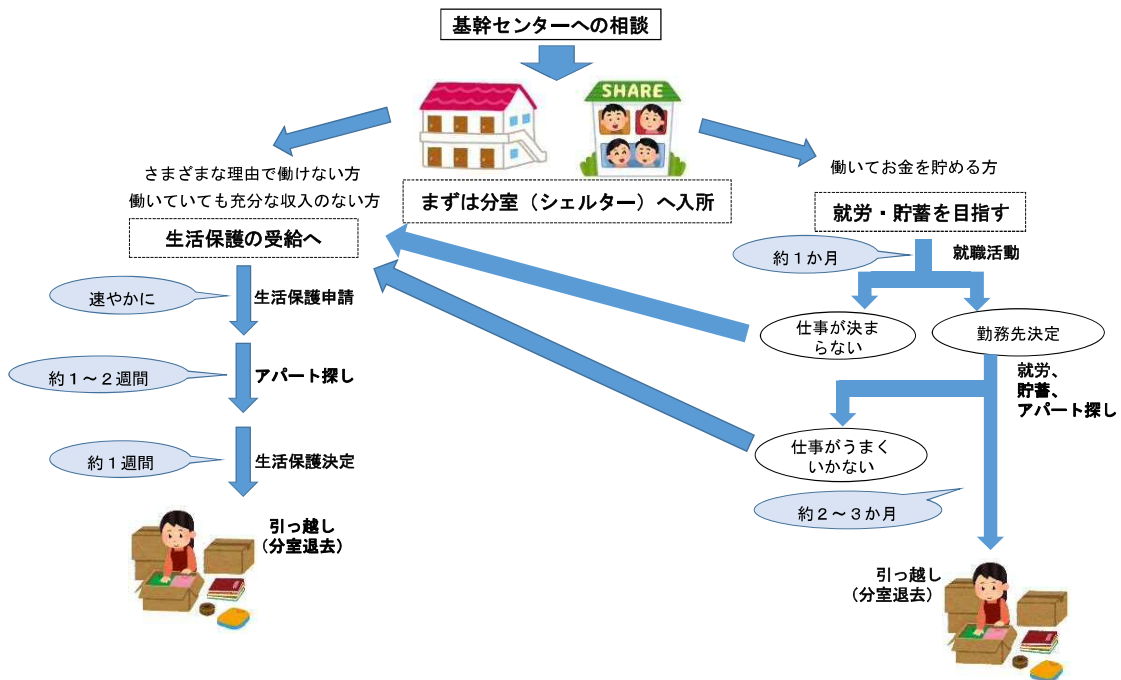 基幹センターへの相談
SHARE
まずは分室（シェルター）へ入所
さまざまな理由で働けない方
働いていても充分な収入のない方
生活保護の受給へ
速やかに
生活保護申請
約１～２週間
アパート探し
約１週間
生活保護決定
引っ越し
（分室退去）
働いてお金を貯める方
就労・貯蓄を目指す
約１か月
就職活動
仕事が決ま
らない
勤務先決定
就労、
貯蓄、
アパート探し
仕事がうまく
いかない
約２～３か月
引っ越し
（分室退去）